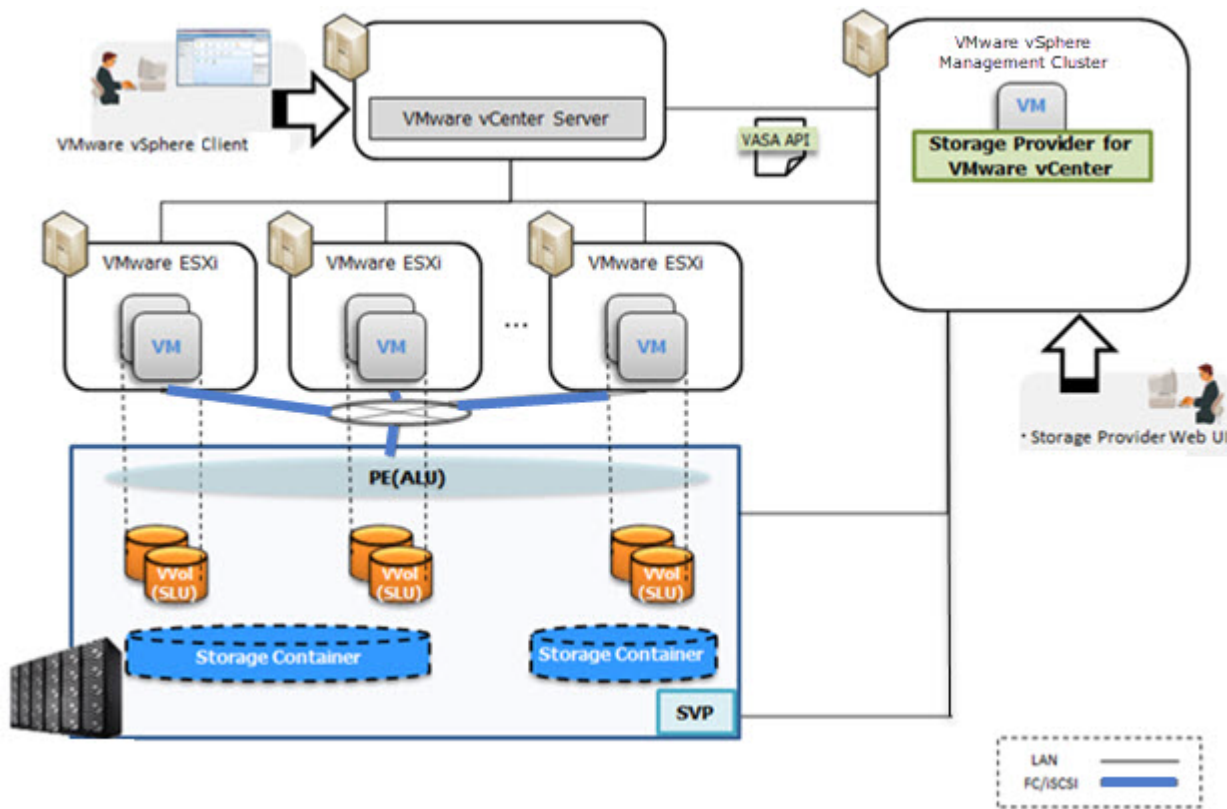 VMware vSphere Client
VMware vCenter Server
VASA API
VMware vSphere
Management Cluster
VM
Storage Provider for
VMware vCenter
VMware ESXi
VM
VMware ESXi
VM
...
VMware ESXi
VM
· Storage Provider Web UI
PE(ALU)
VVol
(SLU)
VVol
(SLU)
VVol
(SLU)
Storage Container
Storage Container
SVP
LAN
FC/iSCSI